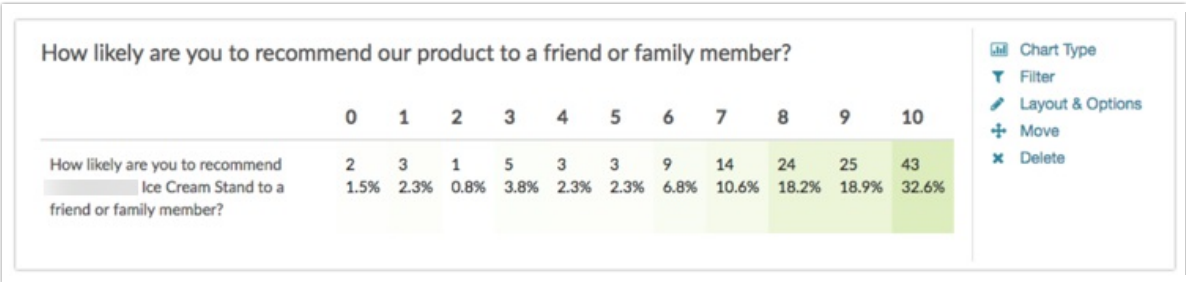 How likely are you to recommend our product to a friend or family member?
0 1 2 3 4 5 6 7 8 9 10
How likely are you to recommend 2 3 1 5 3 3 9 14 24 25 43
Ice Cream Stand to a 1.5% 2.3% 0.8% 3.8% 2.3% 2.3% 6.8% 10.6% 18.2% 18.9% 32.6%
friend or family member?
Chart Type
Filter
Layout & Options
Move
Delete